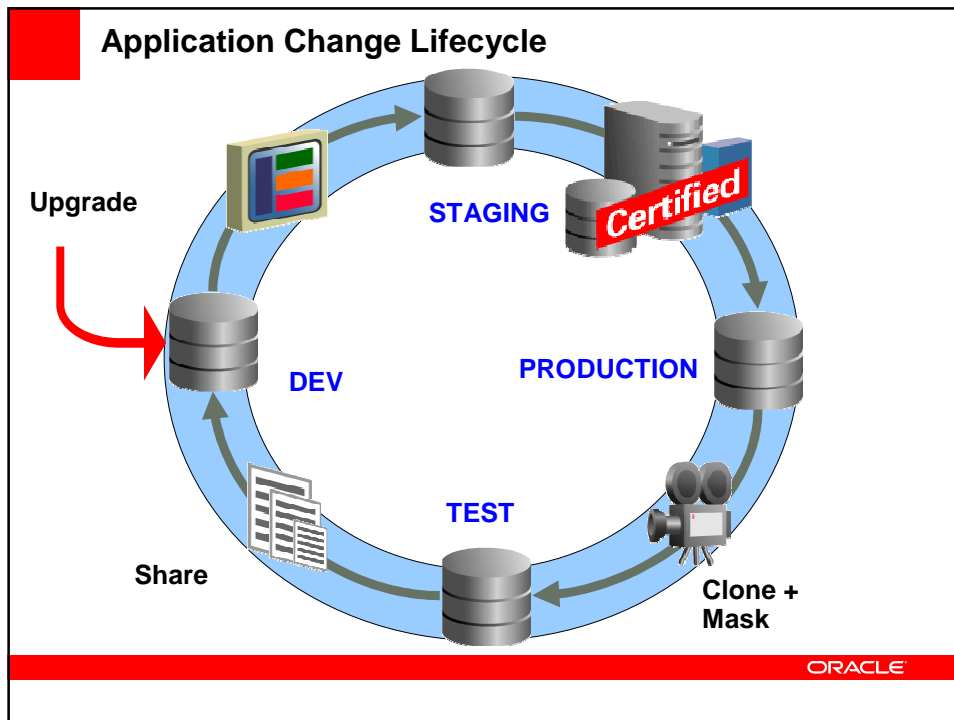 Application Change Lifecycle
Upgrade
STAGING
Certified
DEV
PRODUCTION
TEST
Share
Clone +
Mask
ORACLE